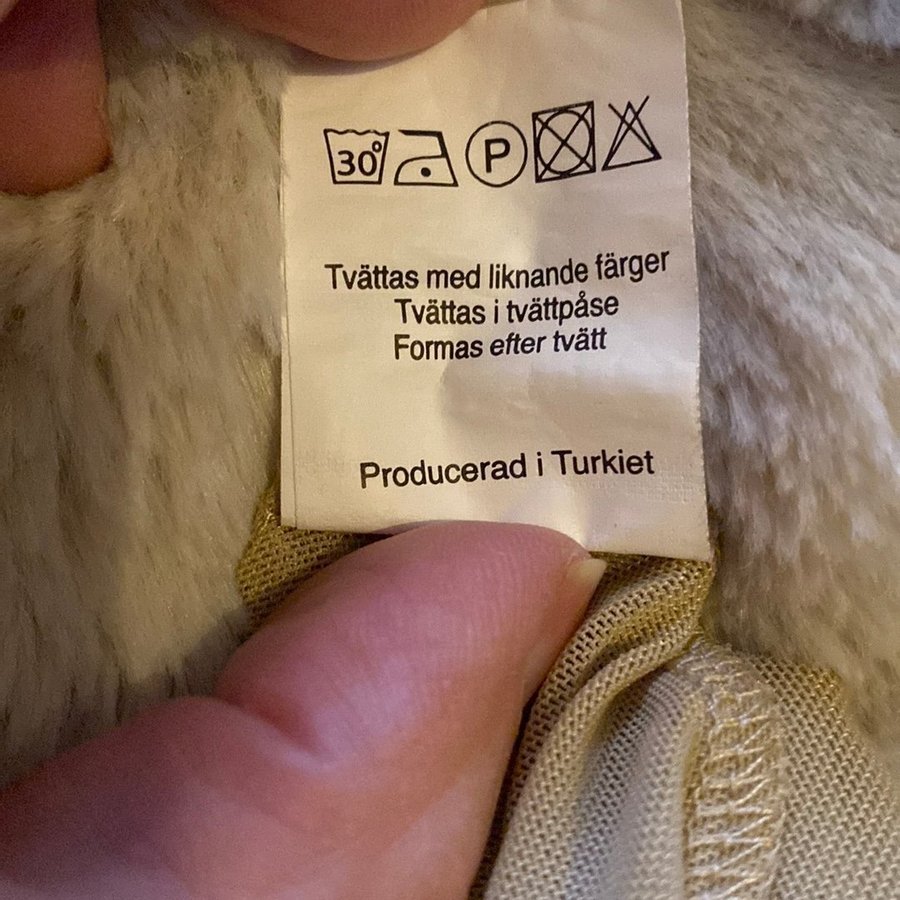 30° P
Tvättas med liknande färger
Tvättas i tvättpåse
Formas efter tvätt
Producerad i Turkiet